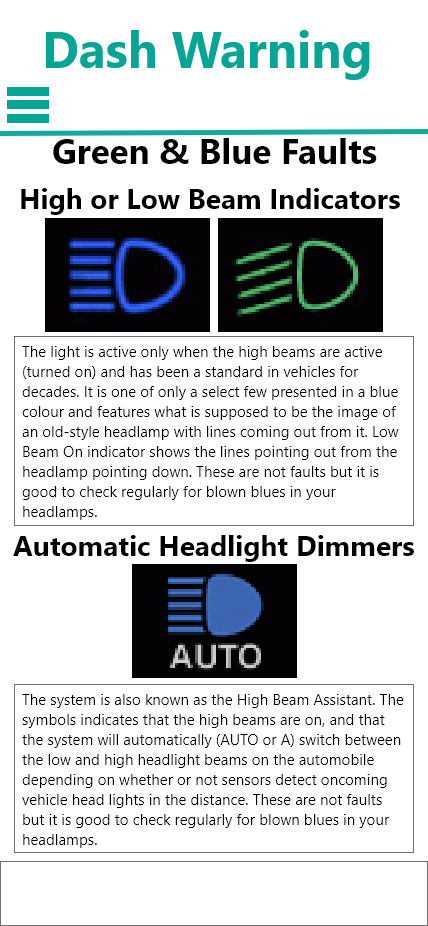 Dash Warning
Green & Blue Faults
High or Low Beam Indicators
The light is active only when the high beams are active
(turned on) and has been a standard in vehicles for
decades. It is one of only a select few presented in a blue
colour and features what is supposed to be the image of
an old-style headlamp with lines coming out from it. Low
Beam On indicator shows the lines pointing out from the
headlamp pointing down. These are not faults but it is
good to check regularly for blown blues in your
headlamps.
Automatic Headlight Dimmers
AUTO
The system is also known as the High Beam Assistant. The
symbols indicates that the high beams are on, and that
the system will automatically (AUTO or A) switch between
the low and high headlight beams on the automobile
depending on whether or not sensors detect oncoming
vehicle head lights in the distance. These are not faults
but it is good to check regularly for blown blues in your
headlamps.